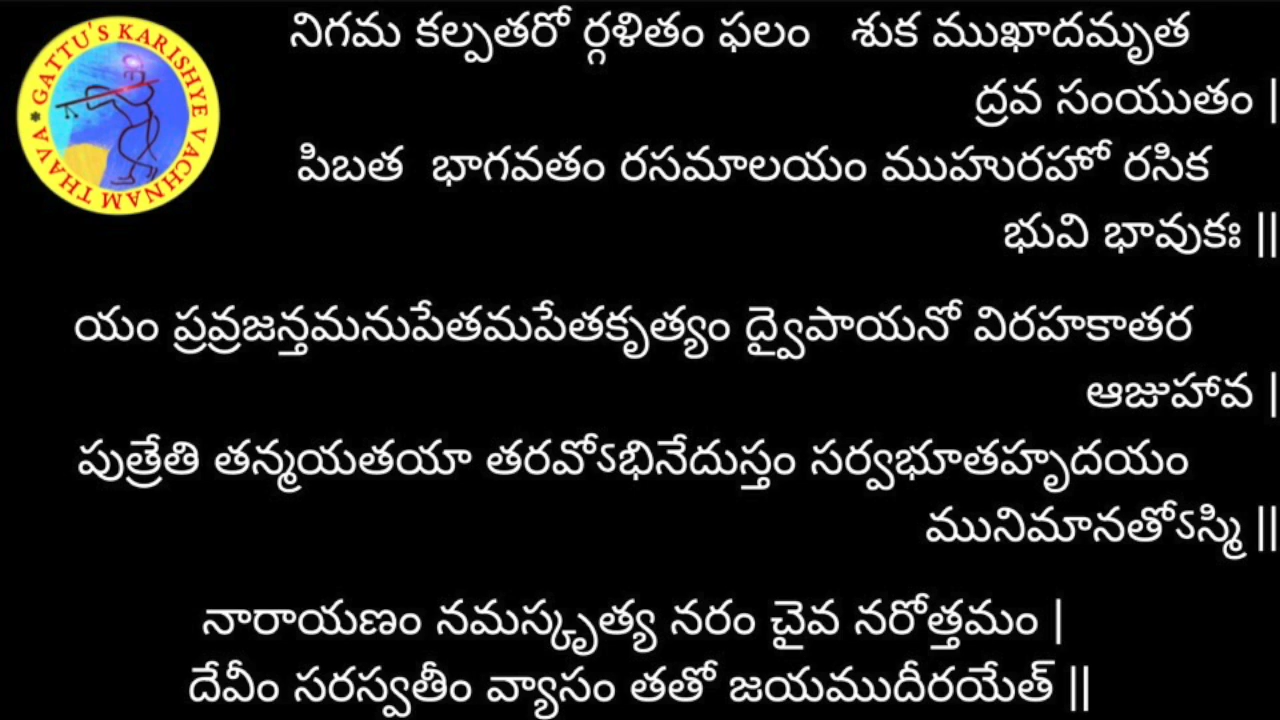 GATTU'S KARISHYE VACHNAM THAVA *
నిగమ కల్పతరో ర్గళితం ఫలం శుక ముఖాదమృత
ద్రవ సంయుతం |
పిబత భాగవతం రసమాలయం ముహురహో రసిక
భువి భావుకః ||
యం ప్రవ్రజన్తమనుపేతమపేతకృత్యం ద్వైపాయనో విరహకాతర
ఆజుహావ |
పుత్రేతి తన్మయతయా తరవోఽభినేదుస్తం సర్వభూతహృదయం
మునిమానతోఽస్మి ||
నారాయణం నమస్కృత్య నరం చైవ నరోత్తమం |
దేవీం సరస్వతీం వ్యాసం తతో జయముదీరయేత్ ||